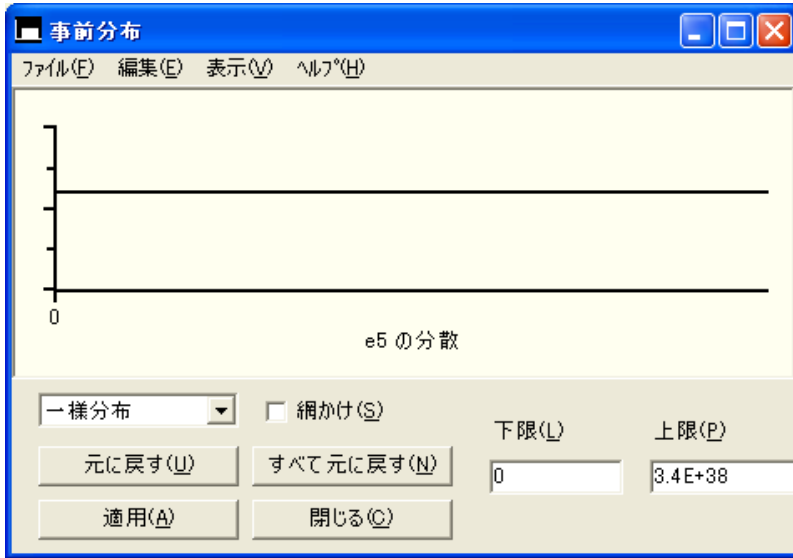 事前分布
ファイル(F) 編集(E) 表示(V) ヘルプ(H)
0
e5 の分散
一様分布
網かけ(S)
下限(L)
上限(P)
元に戻す(U)
すべて元に戻す(N)
0
3.4E+38
適用(A)
閉じる(C)